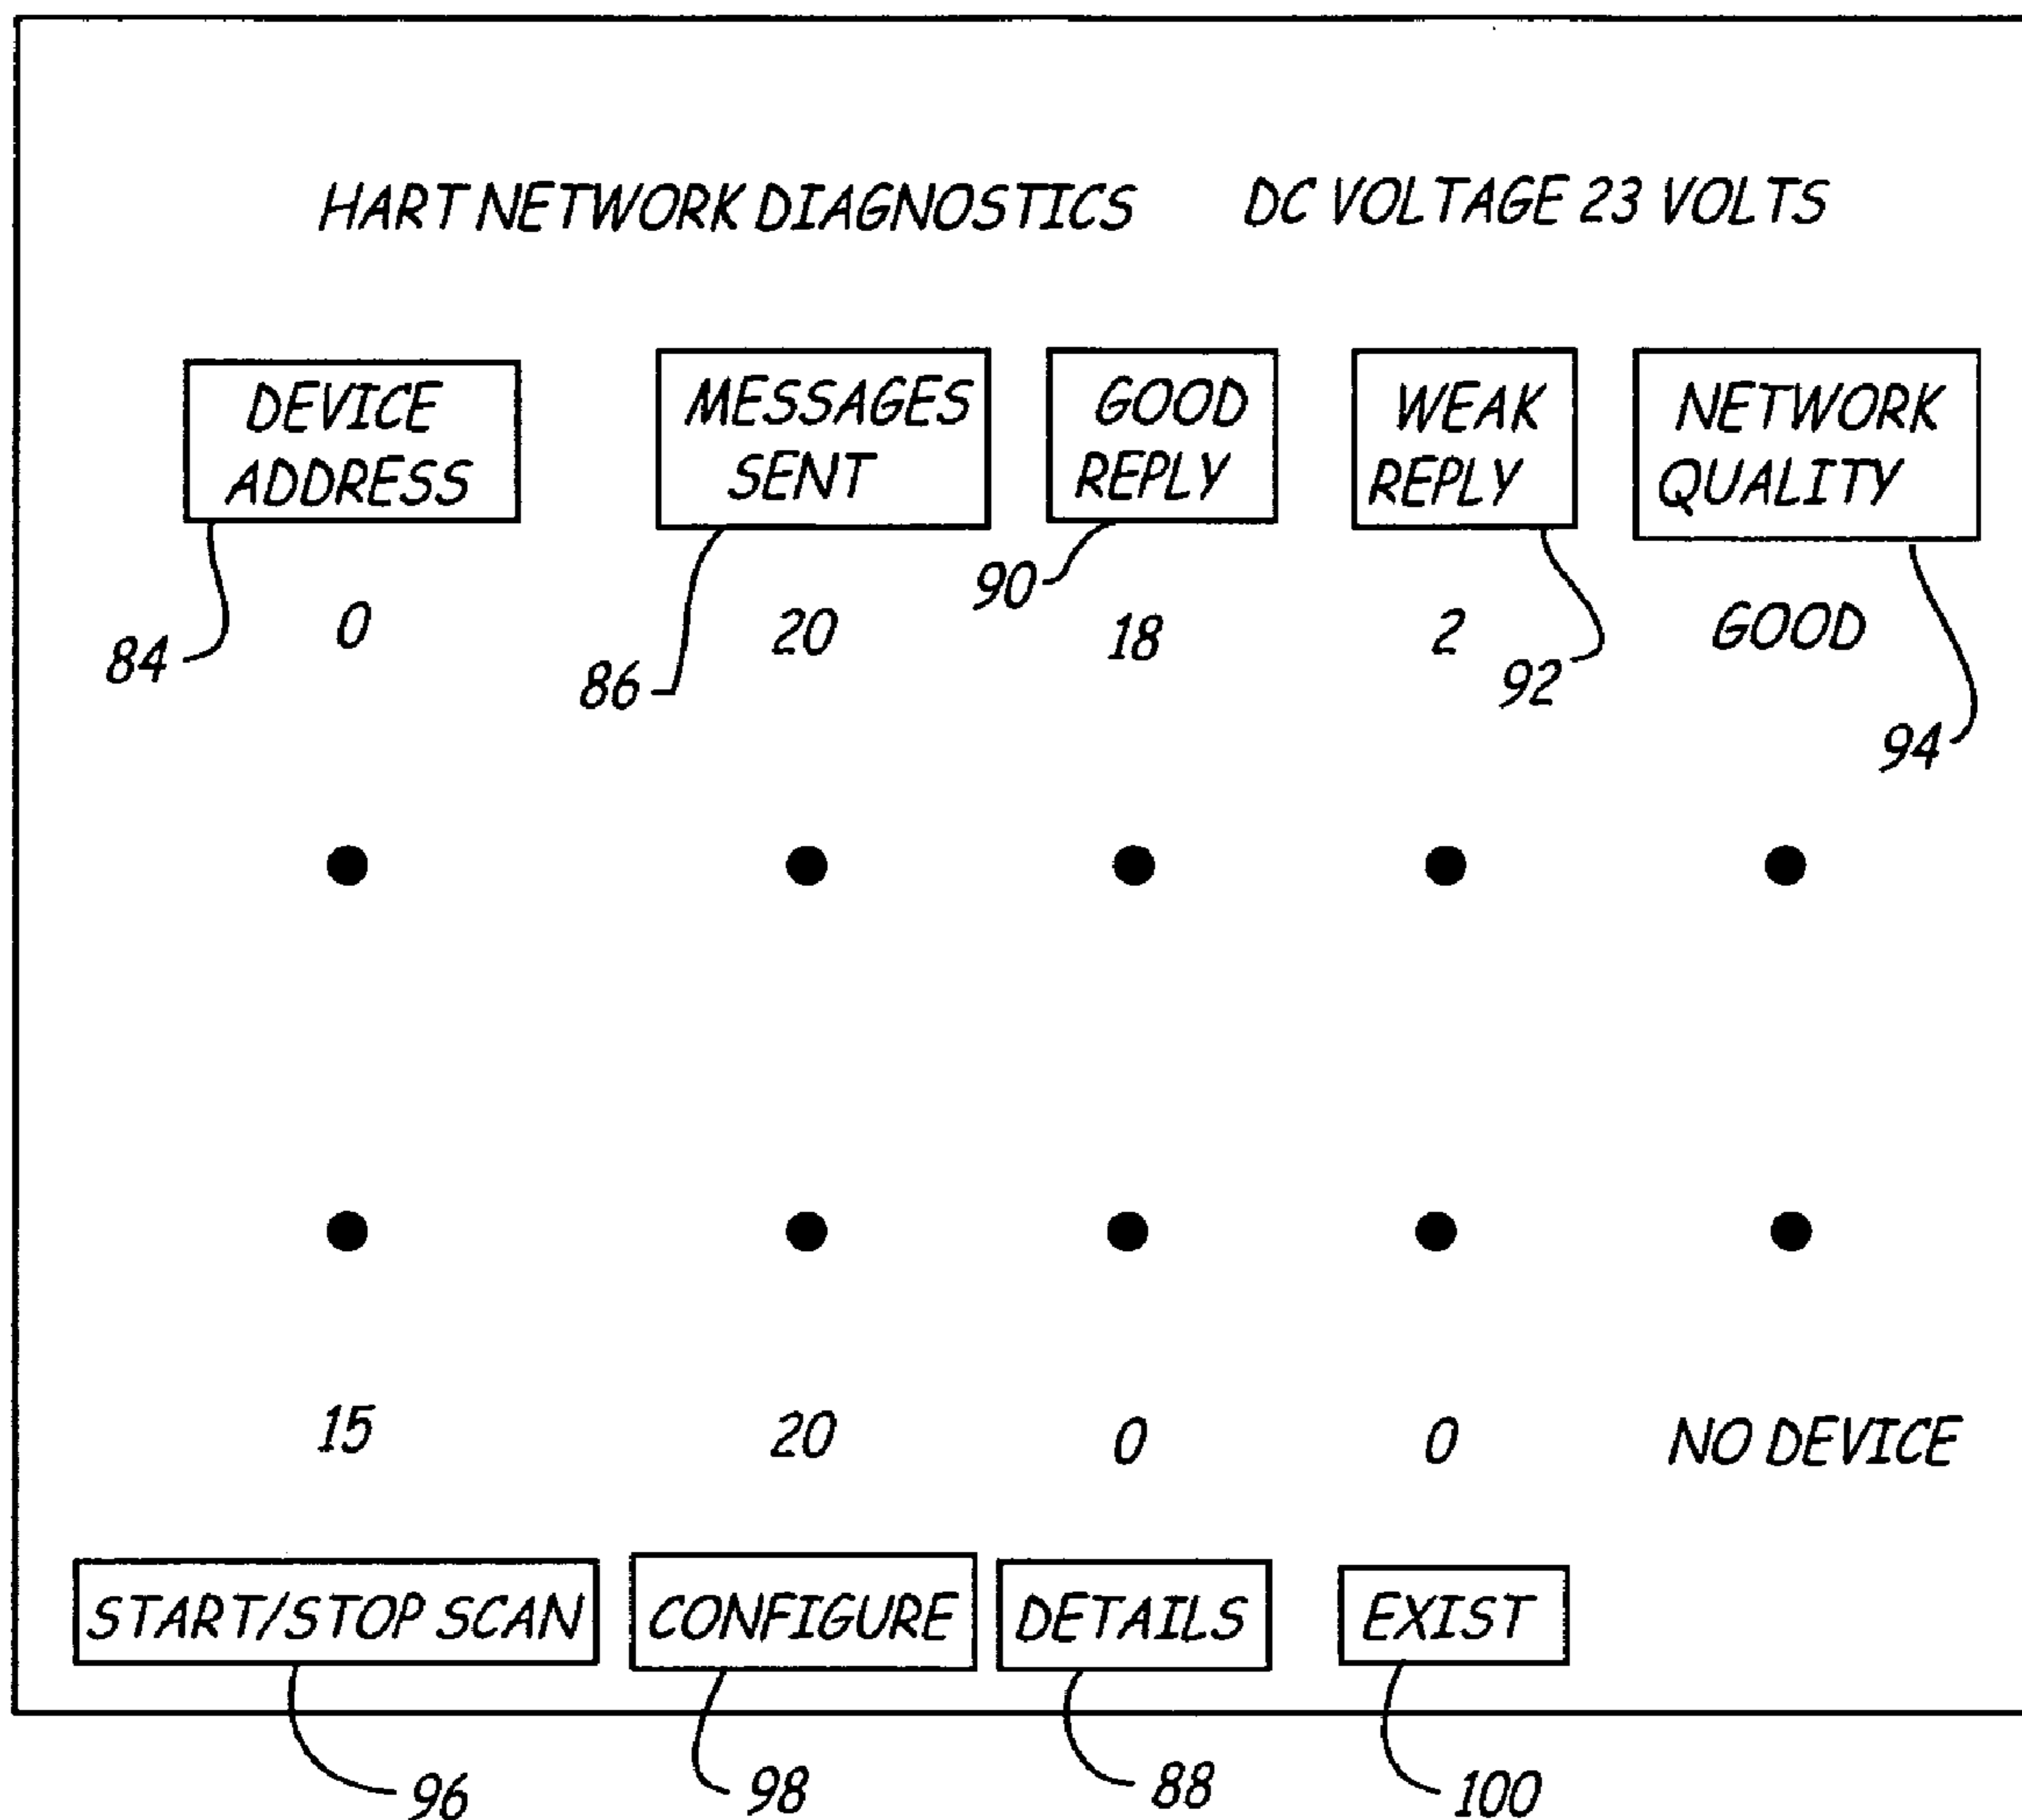 HART NETWORK DIAGNOSTICS DC VOLTAGE 23 VOLTS
DEVICE ADDRESS
MESSAGES SENT
GOOD REPLY
WEAK REPLY
NETWORK QUALITY
84 86 90 92 94
0 20 18 2 GOOD
15 20 0 0 NO DEVICE
START/STOP SCAN CONFIGURE DETAILS EXIST
96 98 88 100